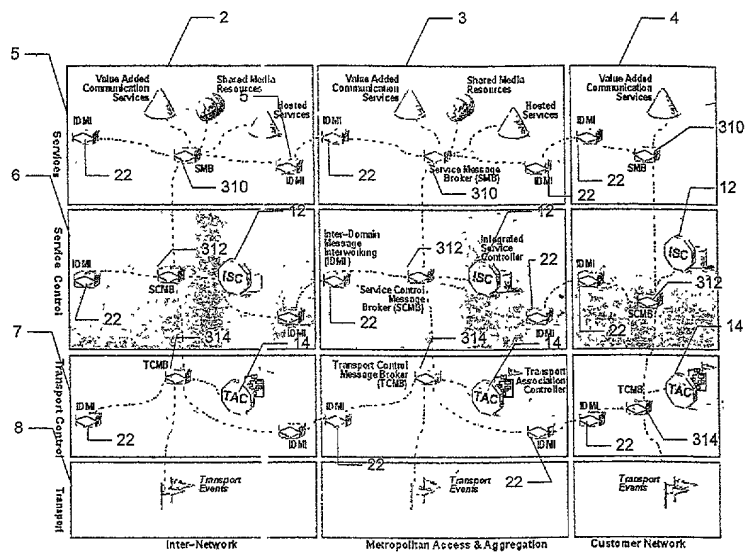 2
3
4
5
Value Added
Communication
Services
Shared Media
Resources
5
Hosted Services
IDMI
22
SMB
310
IDMI
Value Added
Communication
Services
Shared Media
Resources
Hosted Services
IDMI
22
Service Message
Broker (SMB)
310
IDMI
22
Value Added
Communication
Services
IDMI
22
SMB
310
Services
6
12
312
ISC
IDMI
22
SCMB
IDMI
12
Inter-Domain
Message
Interworking
(IDMI)
312
Integrated
Service
Controller
ISC
22
IDMI
22
Service Control
Message
Broker (SCMB)
IDMI
12
ISC
IDMI
22
SCMB
312
Service Control
7
314
TCMB
14
TAC
IDMI
22
IDMI
314
Transport Control
Message Broker
(TCMB)
14
TAC
Transport
Association
Controller
IDMI
22
IDMI
22
14
TCMB
TAC
IDMI
22
314
Transport Control
8
Transport
Events
Transport
Events
Transport
Events
Transport
Inter-Network
Metropolitan Access & Aggregation
Customer Network